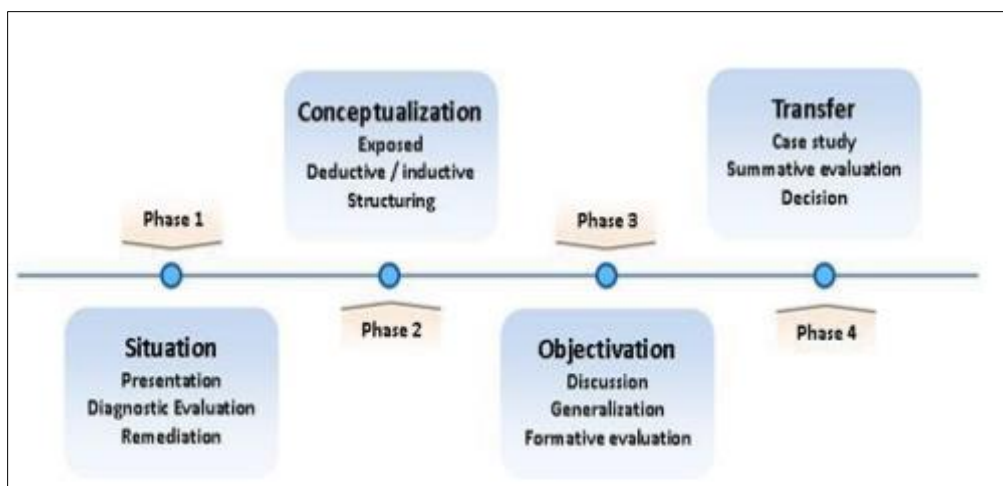 Phase 1
Situation
Presentation
Diagnostic Evaluation
Remediation
Conceptualization
Exposed
Deductive / inductive
Structuring
Phase 2
Phase 3
Objectivation
Discussion
Generalization
Formative evaluation
Transfer
Case study
Summative evaluation
Decision
Phase 4